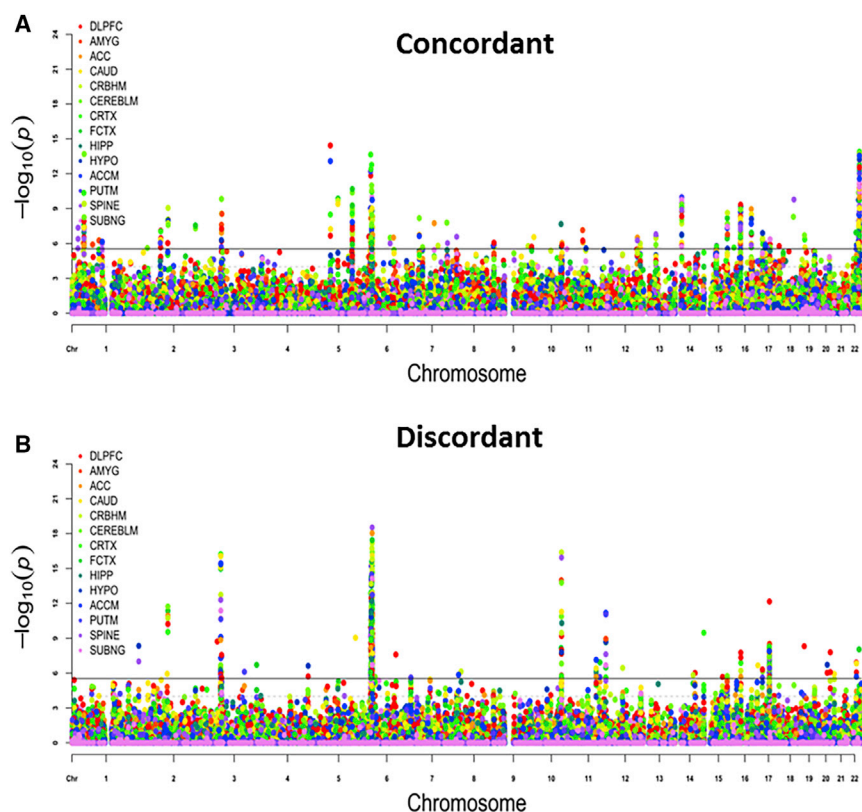 A
Concordant
DLPFC
AMYG
ACC
CAUD
CRBHM
CEREBLM
CRTX
FCTX
HIPP
HYPO
ACCM
PUTM
SPINE
SUBNG
24
21
18
15
12
9
6
3
0
−log₁₀(p)
Chr 1 2 3 4 5 6 7 8 9 10 11 12 13 14 15 16 17 18 19 20 21 22
Chromosome
B
Discordant
DLPFC
AMYG
ACC
CAUD
CRBHM
CEREBLM
CRTX
FCTX
HIPP
HYPO
ACCM
PUTM
SPINE
SUBNG
24
21
18
15
12
9
6
3
0
−log₁₀(p)
Chr 1 2 3 4 5 6 7 8 9 10 11 12 13 14 15 16 17 18 19 20 21 22
Chromosome